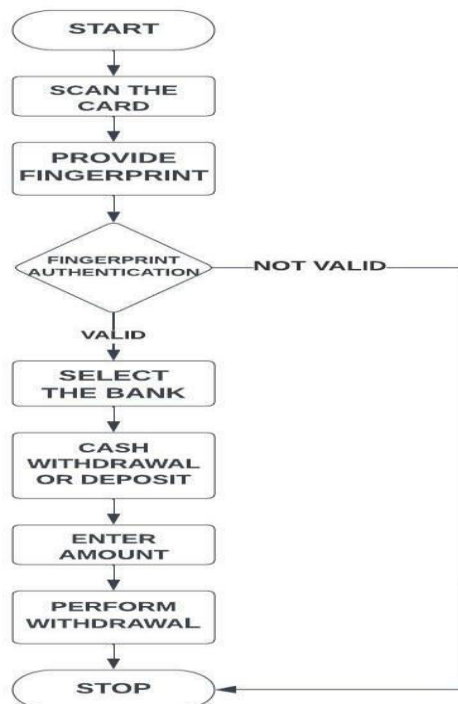 START
SCAN THE
CARD
PROVIDE
FINGERPRINT
FINGERPRINT
AUTHENTICATION
NOT VALID
VALID
SELECT
THE BANK
CASH
WITHDRAWAL
OR DEPOSIT
ENTER
AMOUNT
PERFORM
WITHDRAWAL
STOP